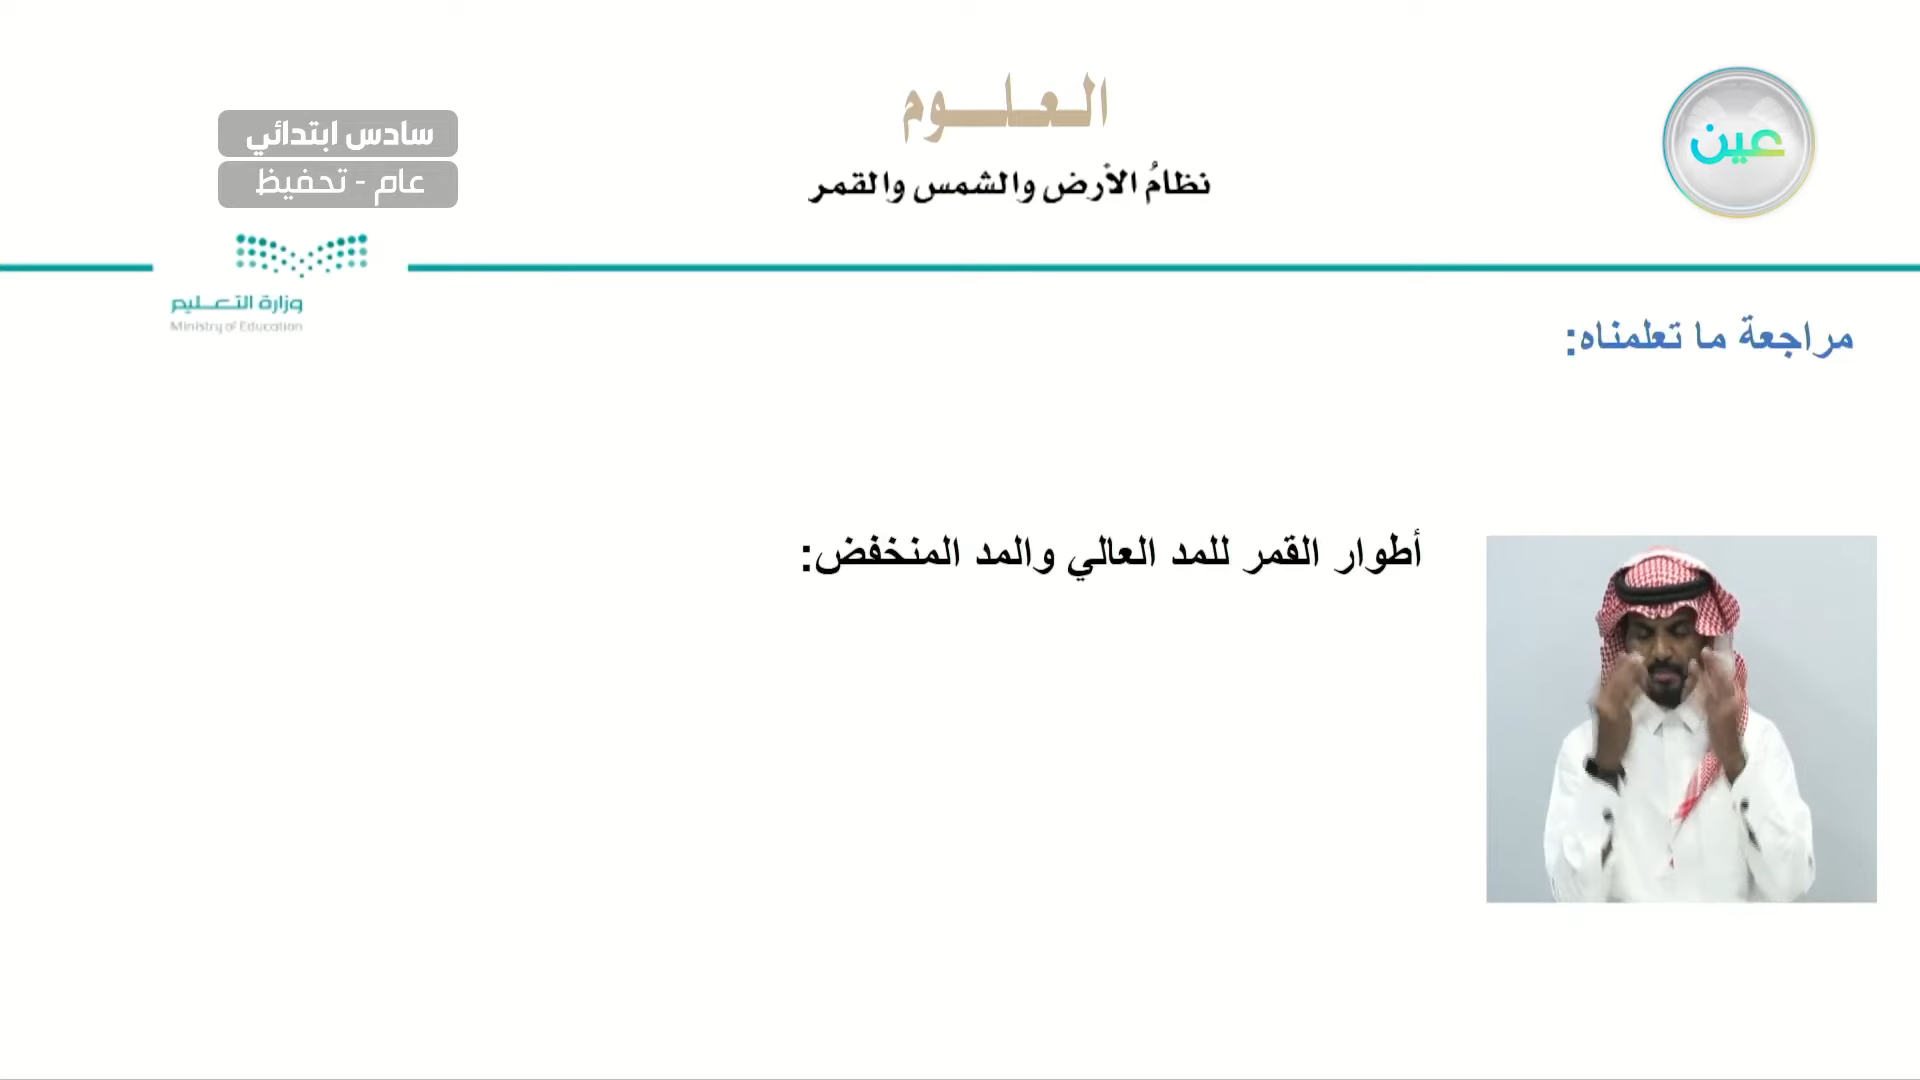 العلوم
نظامُ الأرض والشمس والقمر
عين
سادس ابتدائي
عام - تحفيظ
وزارة التعليم
Ministry of Education
مراجعة ما تعلمناه:
أطوار القمر للمد العالي والمد المنخفض: